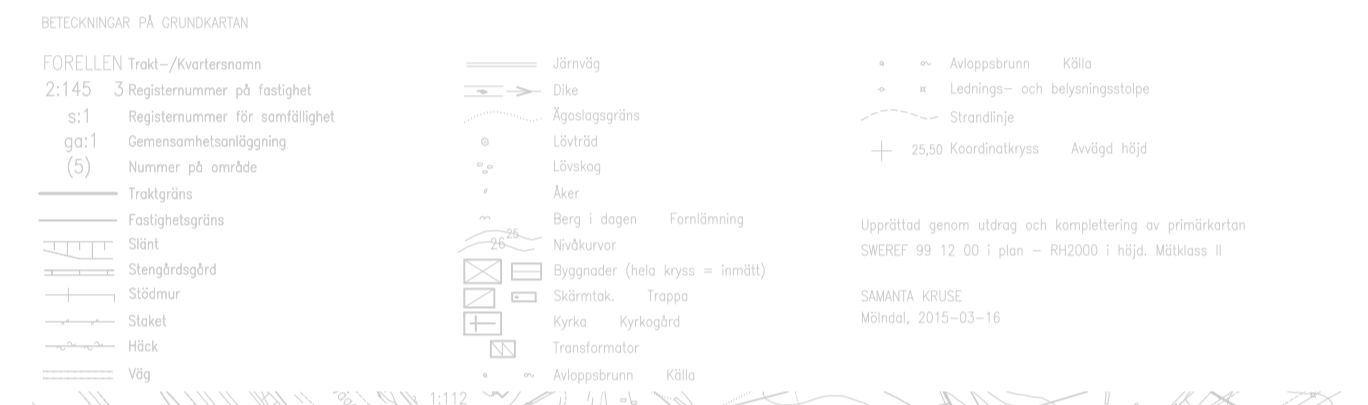 BETECKNINGAR PÅ GRUNDKARTAN
FORELLEN Trakt-/Kvartersnamn
2:145 3 Registernummer på fastighet
s:1 Registernummer för samfällighet
ga:1 Gemensamhetsanläggning
(5) Nummer på område
Traktgräns
Fastighetsgräns
Slänt
Stengårdsgård
Stödmur
Staket
Häck
Väg
Järnväg
Dike
Ägoslagsgräns
Lövträd
Lövskog
Åker
Berg i dagen Fornlämning
26 25 Nivåkurvor
Byggnader (hela kryss = inmätt)
Skärmtak. Trappa
Kyrka Kyrkogård
Transformator
Avloppsbrunn Källa
Avloppsbrunn Källa
Lednings- och belysningsstolpe
Strandlinje
25,50 Koordinatkryss Avvägd höjd
Upprättad genom utdrag och komplettering av primärkartan
SWEREF 99 12 00 i plan - RH2000 i höjd. Mätklass II
SAMANTA KRUSE
Mölndal, 2015-03-16
1:112